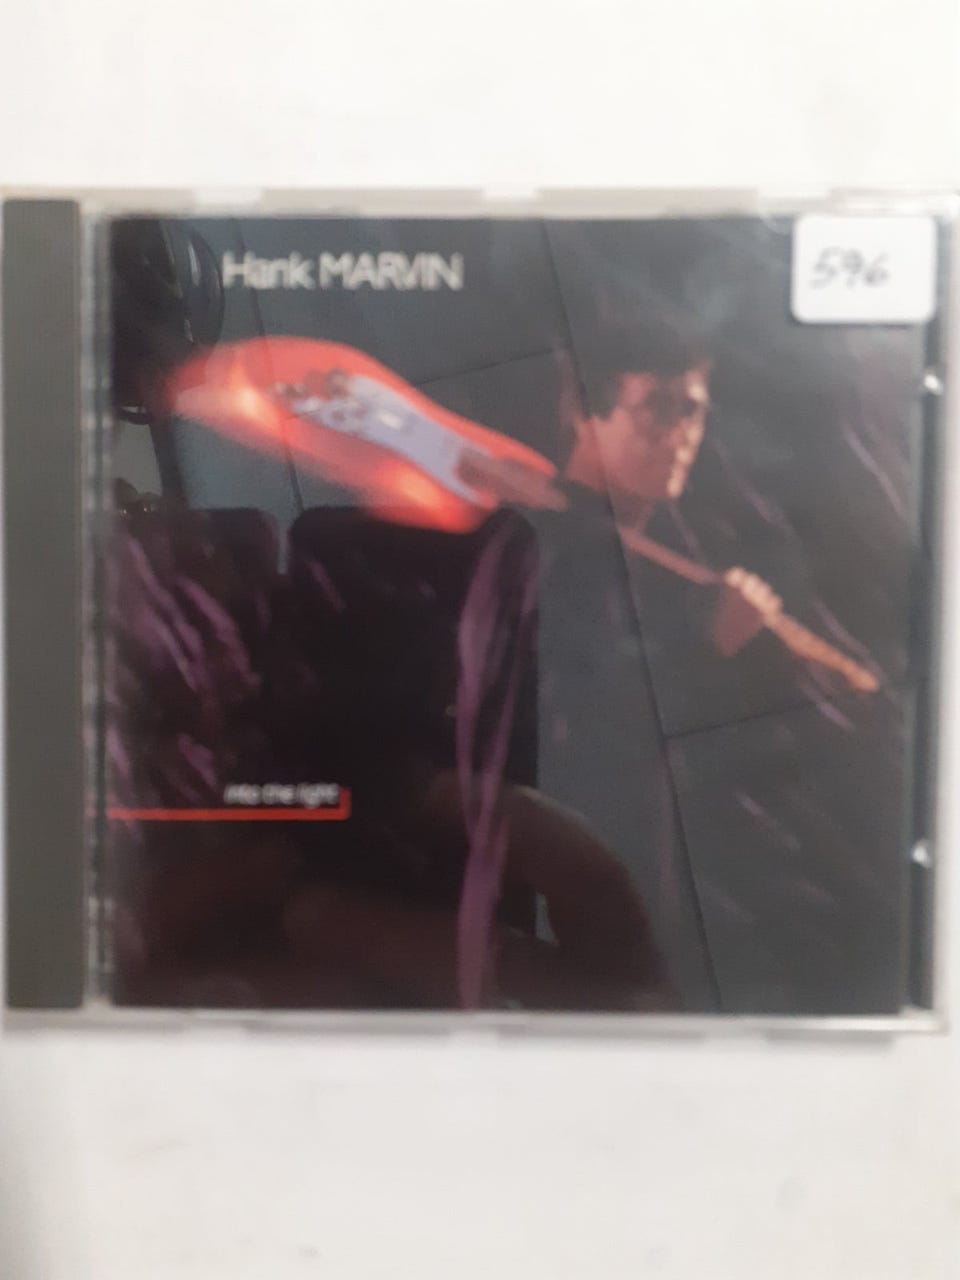 Hank MARVIN
596
into the light